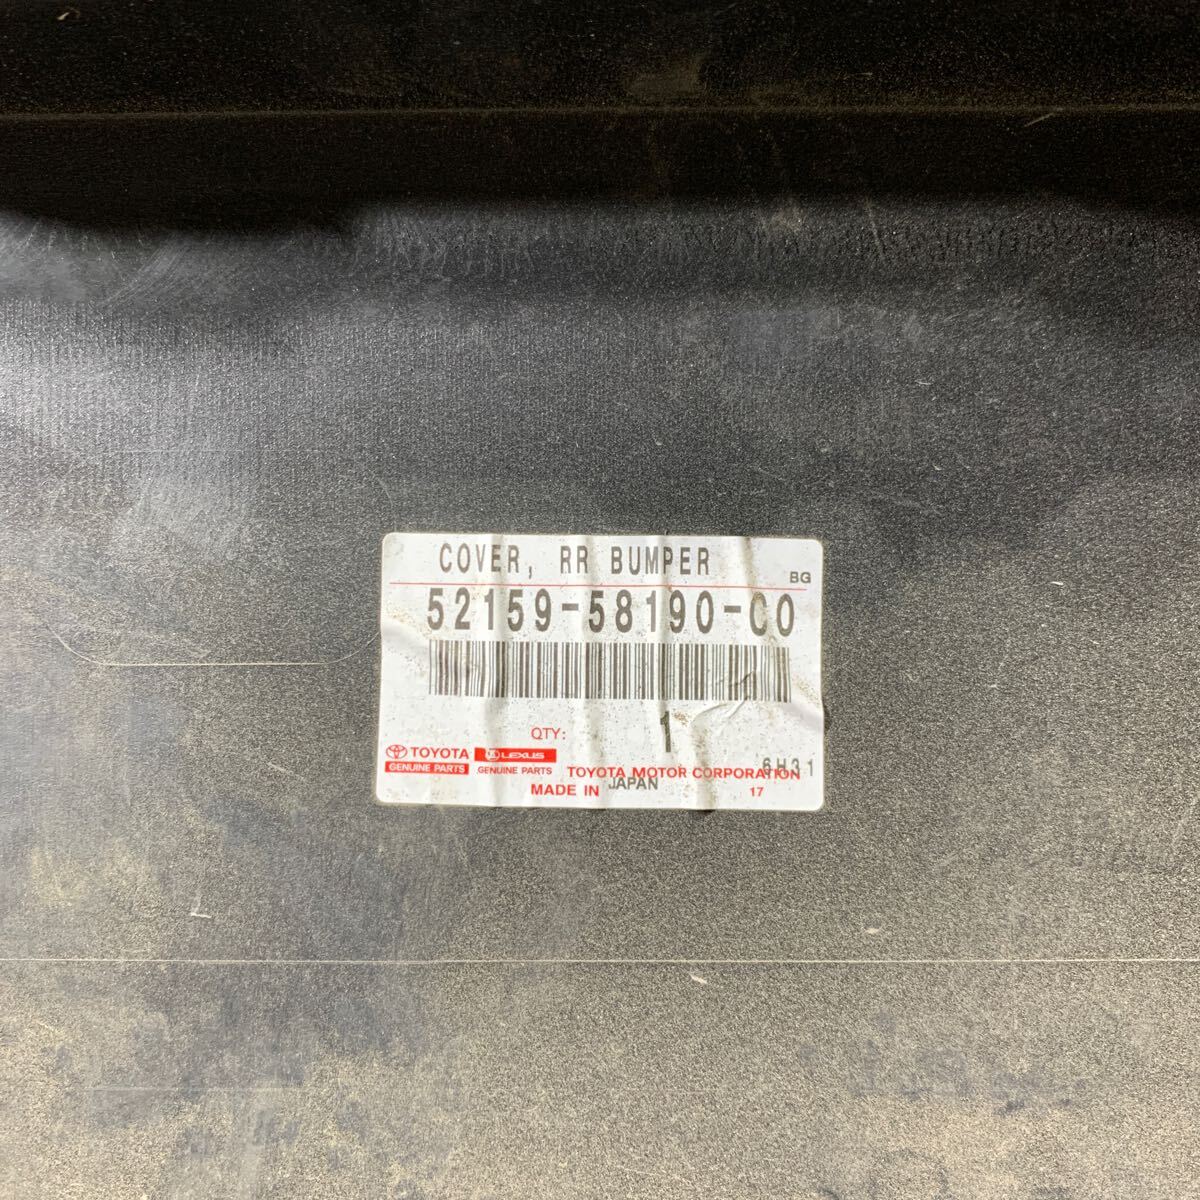 COVER, RR BUMPER
BG
52159-58190-C0
QTY: 1
TOYOTA LEXUS
GENUINE PARTS GENUINE PARTS TOYOTA MOTOR CORPORATION 6H31
MADE IN JAPAN 17